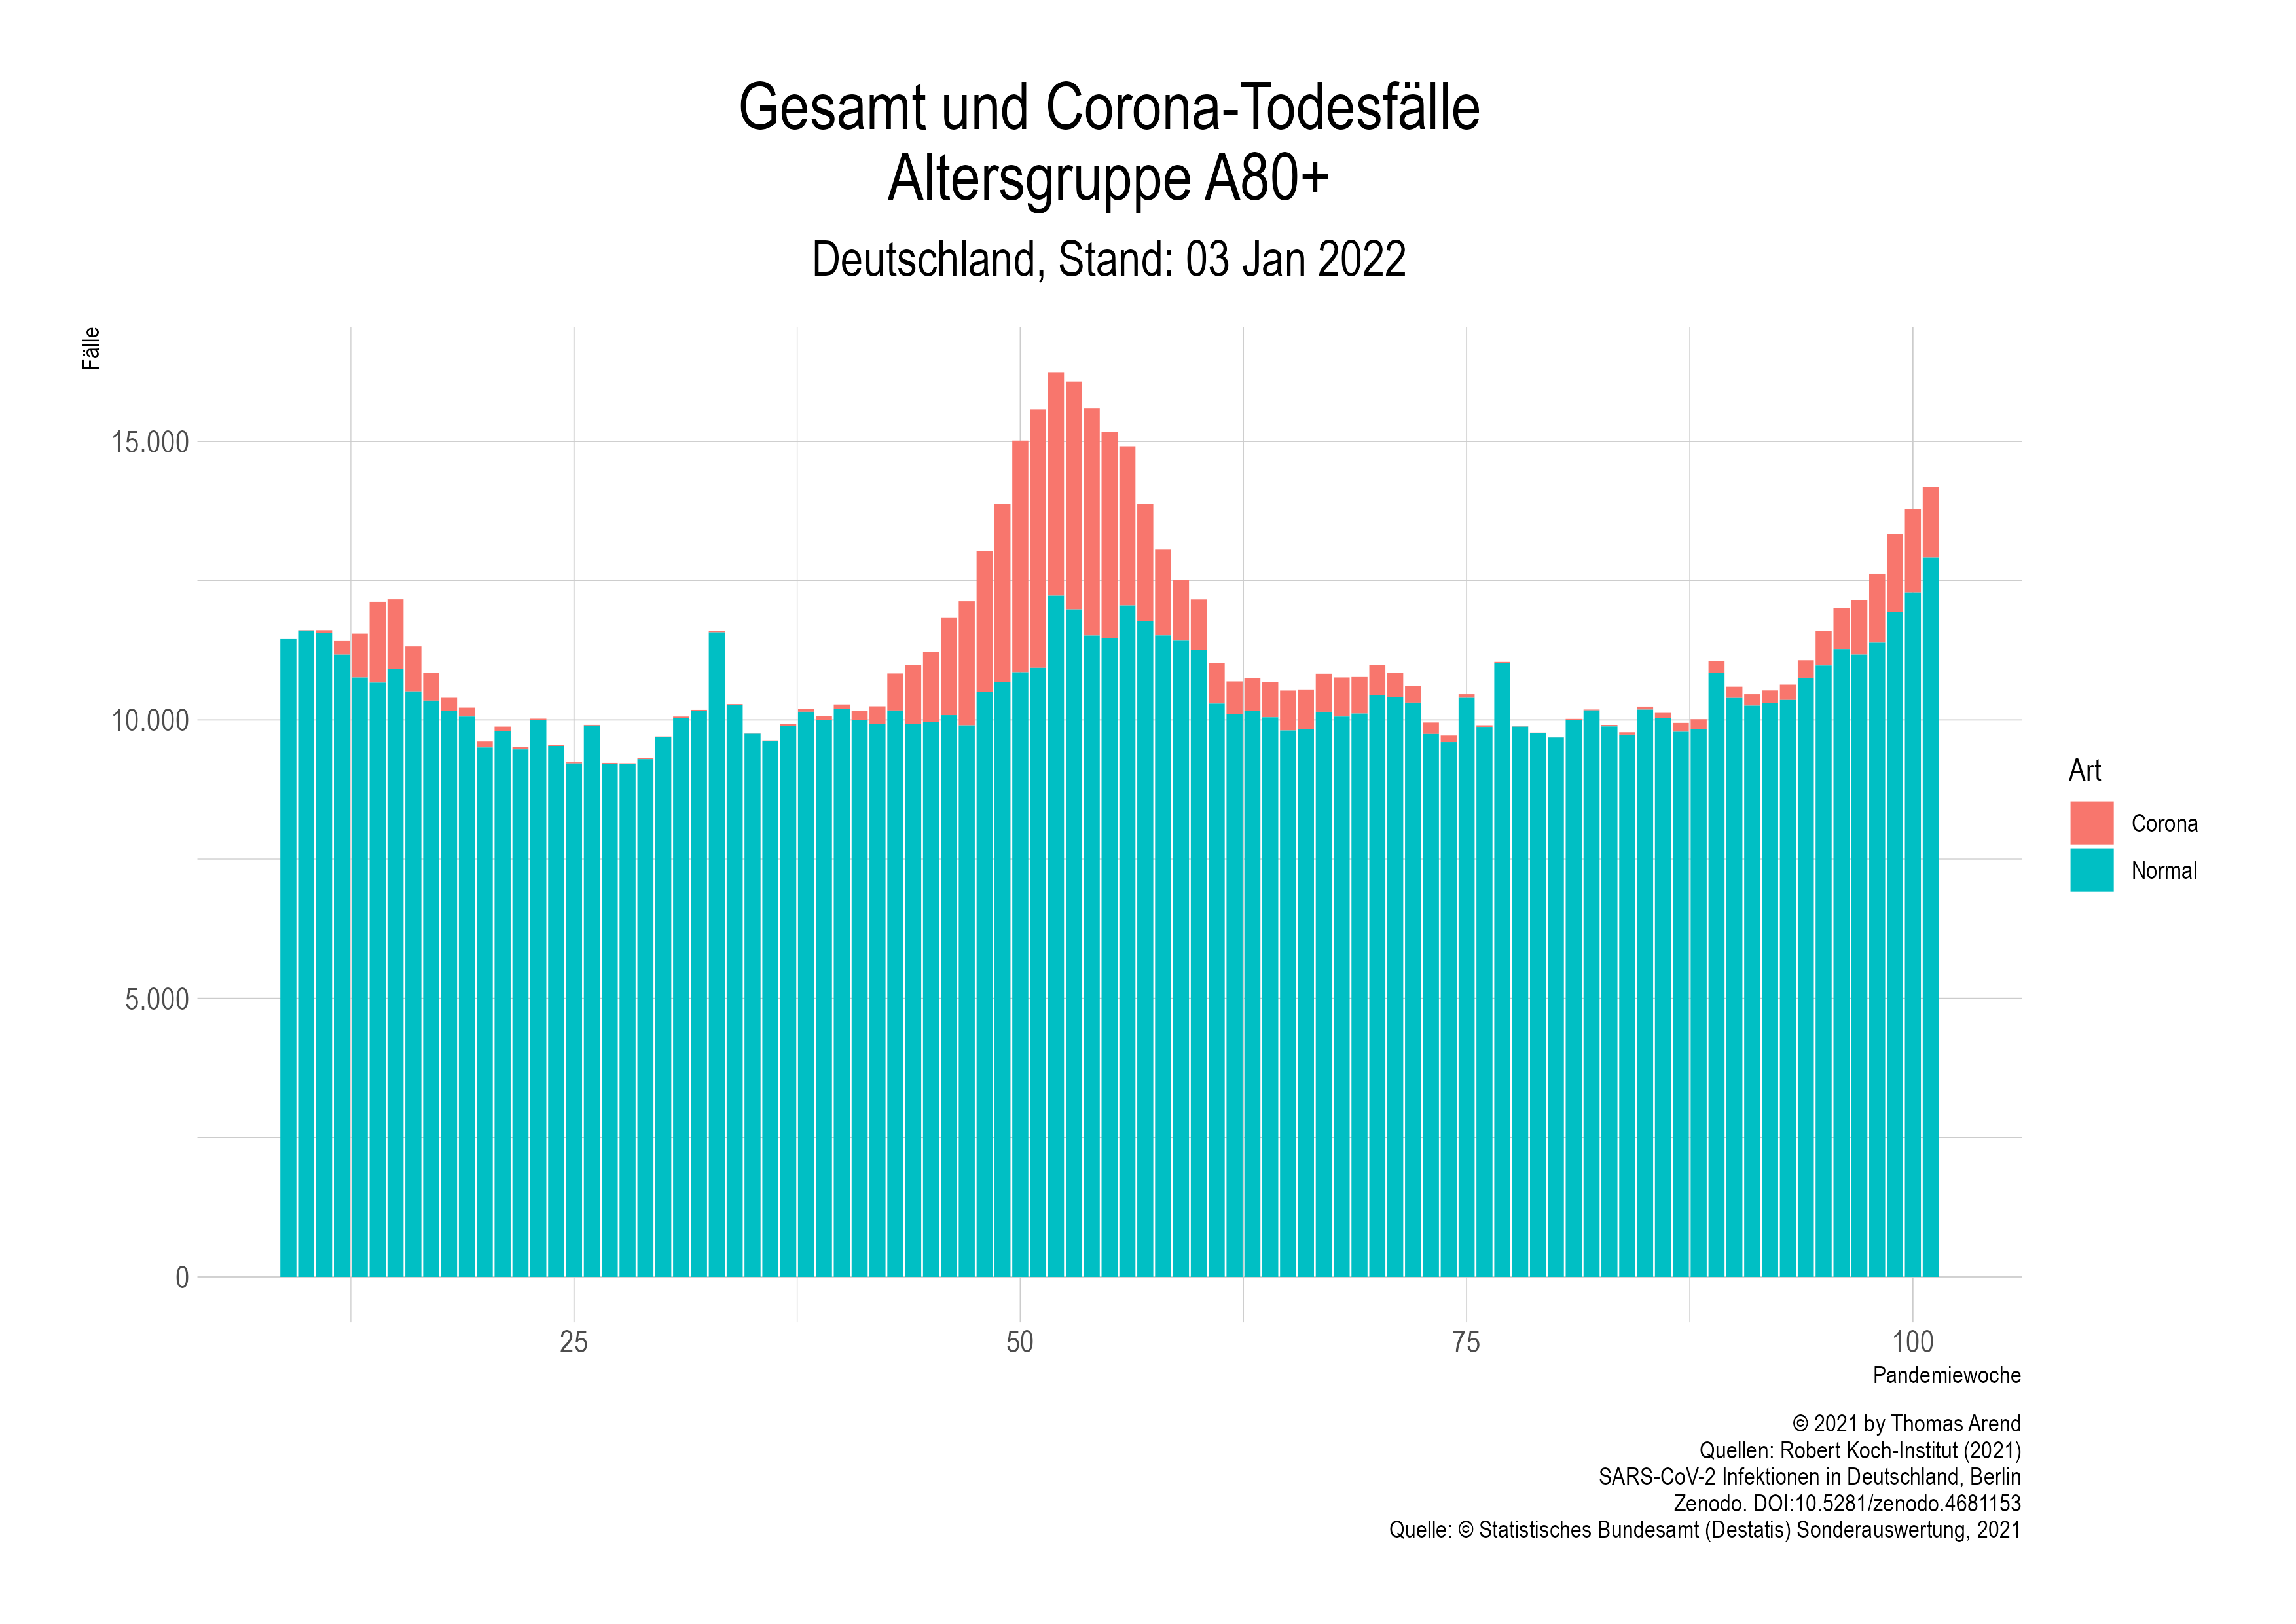 Gesamt und Corona-Todesfälle
Altersgruppe A80+
Deutschland, Stand: 03 Jan 2022
Fälle
15.000
10.000
5.000
0
25 50 75 100
Pandemiewoche
Art
Corona
Normal
© 2021 by Thomas Arend
Quellen: Robert Koch-Institut (2021)
SARS-CoV-2 Infektionen in Deutschland, Berlin
Zenodo. DOI:10.5281/zenodo.4681153
Quelle: © Statistisches Bundesamt (Destatis) Sonderauswertung, 2021